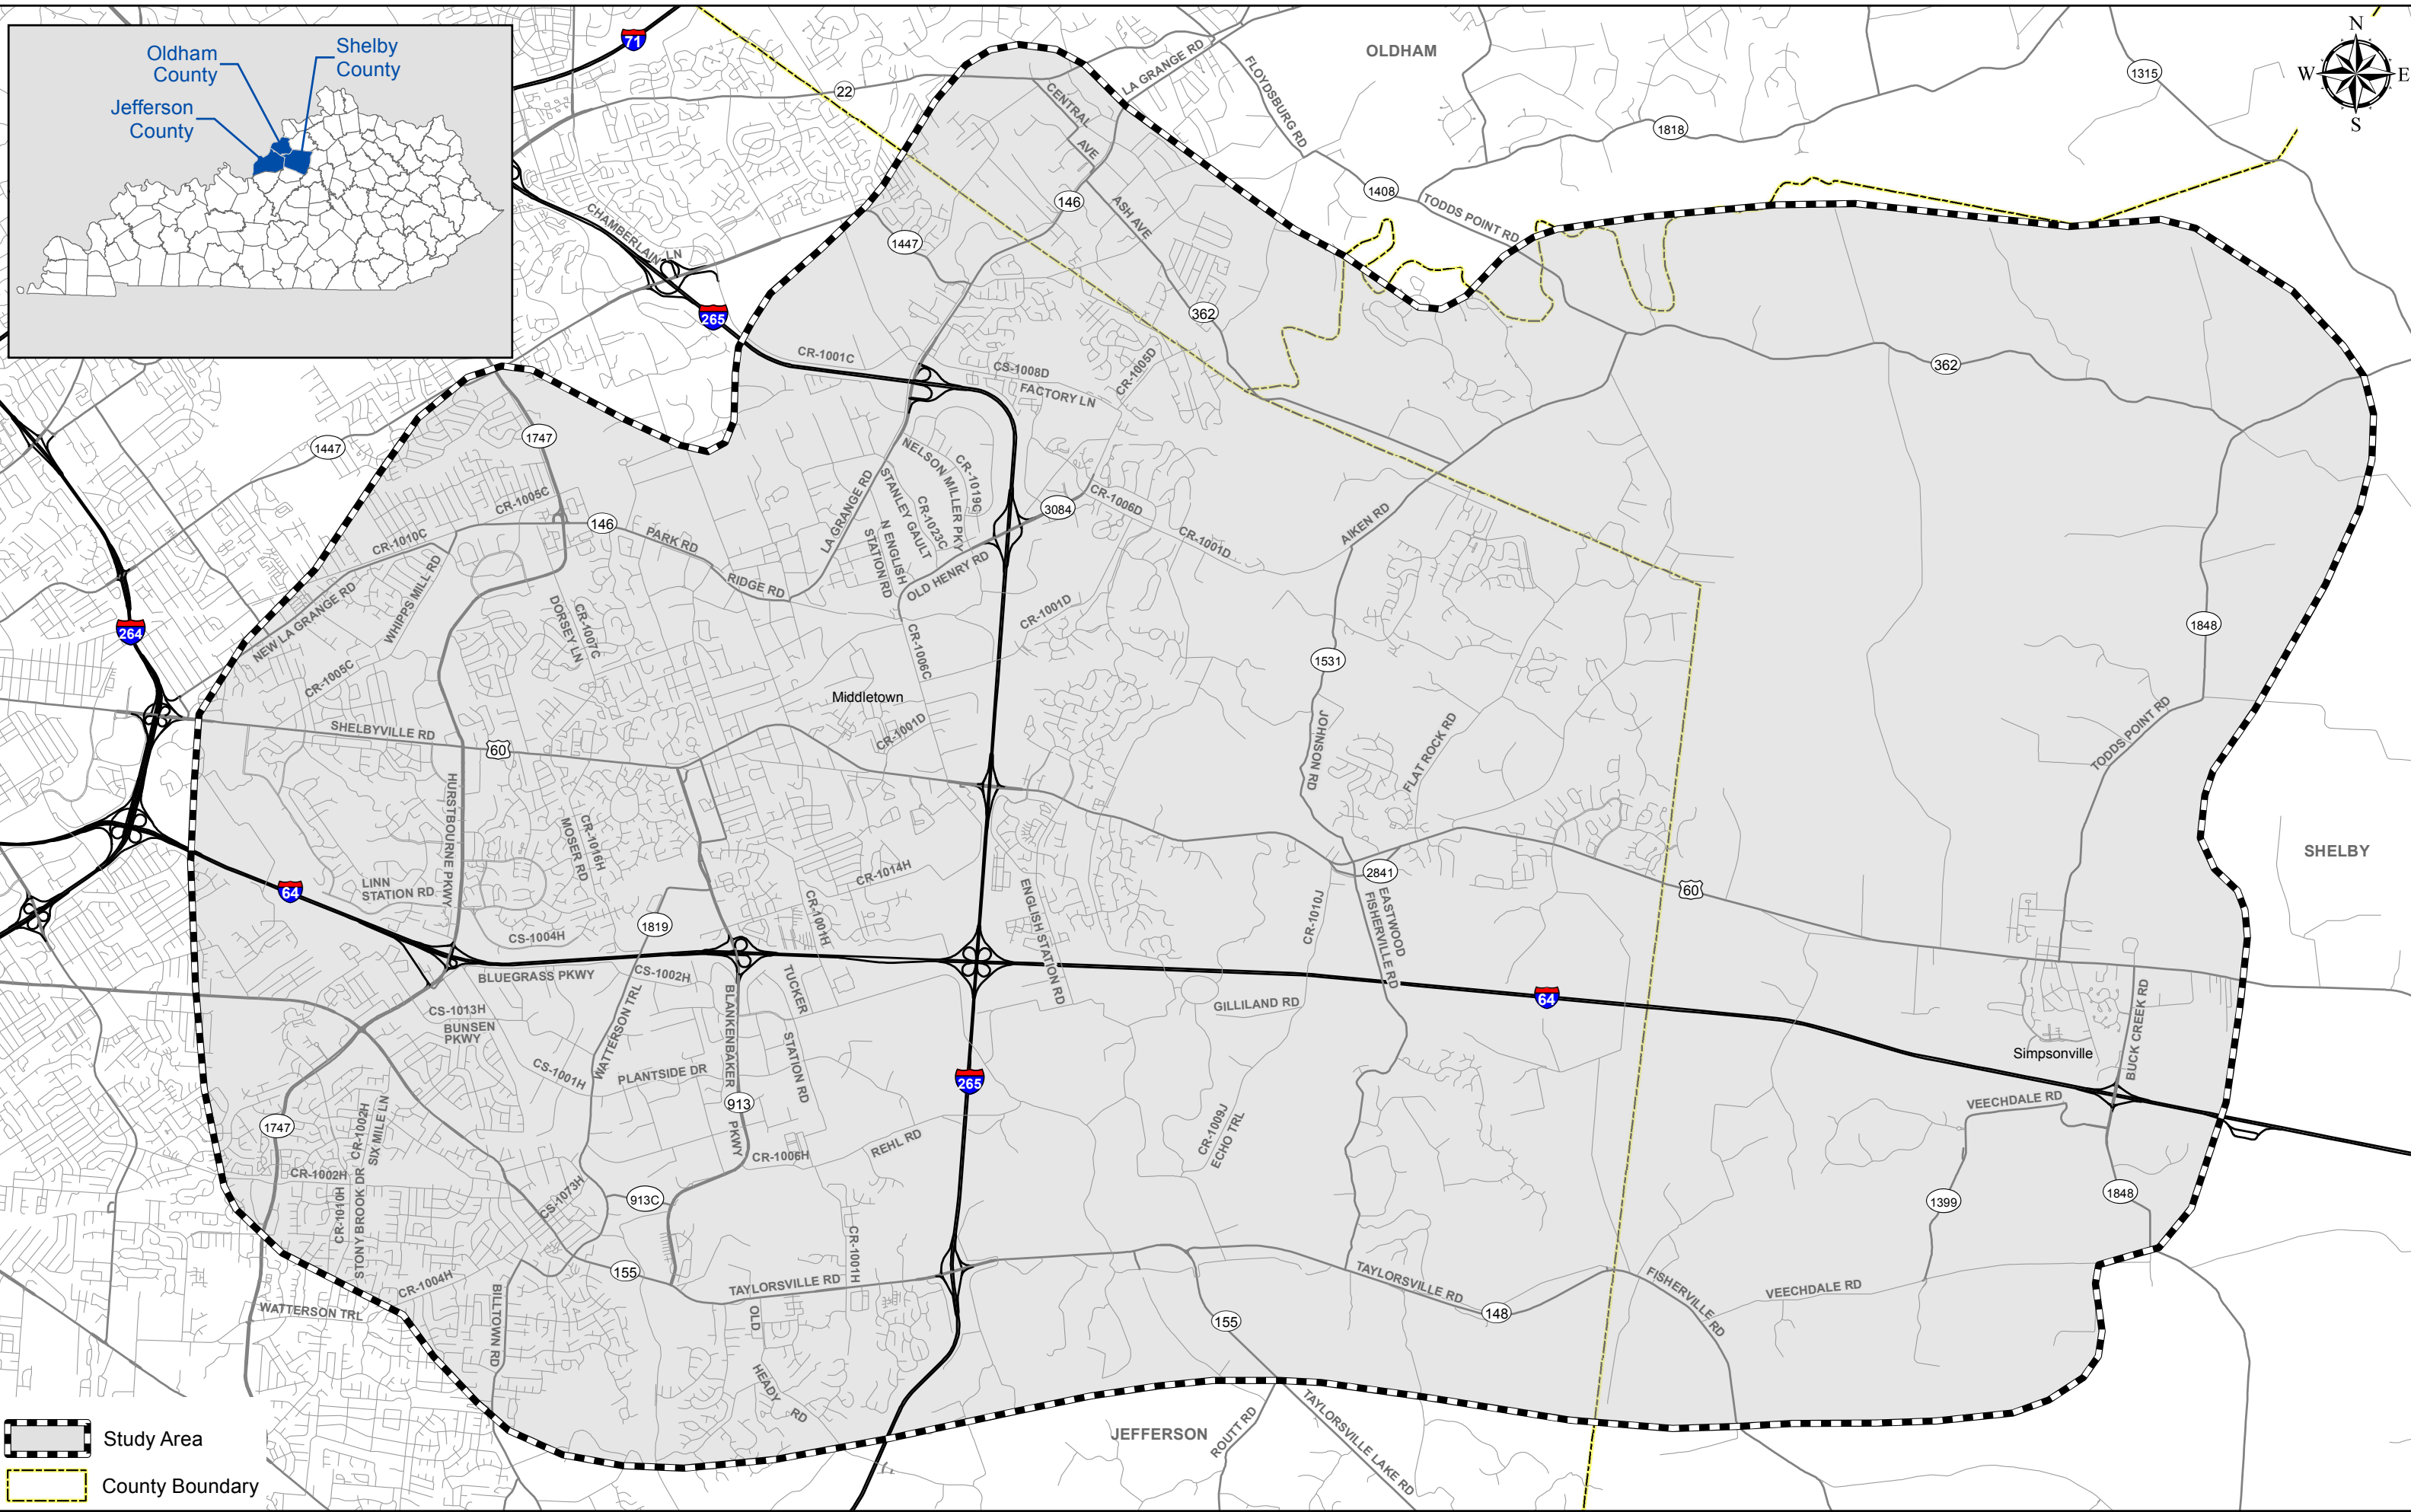 Oldham
County
Shelby
County
Jefferson
County
71
22
LA GRANGE RD
FLOYDSBURG RD
OLDHAM
1315
N
W
E
S
1818
CENTRAL
AVE
146
ASH AVE
1408
TODDS POINT RD
CHAMBERLAIN LN
1447
265
362
CR-1001C
CS-1008D
FACTORY LN
CR-1005D
362
1447
1747
CR-1005C
CR-1010C
146
PARK RD
RIDGE RD
LA GRANGE RD
NELSON MILLER PKY
CR-1019C
STANLEY GAULT
CR-1023C
N ENGLISH
STATION RD
OLD HENRY RD
3084
CR-1006D
CR-1001D
AIKEN RD
264
NEW LA GRANGE RD
WHIPPS MILL RD
DORSEY LN
CR-1007C
CR-1005C
CR-1006C
CR-1001D
1531
1848
Middletown
CR-1001D
SHELBYVILLE RD
60
JOHNSON RD
FLAT ROCK RD
TODDS POINT RD
HURSTBOURNE PKWY
MOSER RD
CR-1016H
SHELBY
64
LINN
STATION RD
CR-1014H
2841
60
CS-1004H
1819
CR-1001H
ENGLISH STATION RD
CR-1010J
EASTWOOD
FISHERVILLE RD
BLUEGRASS PKWY
CS-1002H
TUCKER
STATION RD
GILLILAND RD
64
CS-1013H
BUNSEN
PKWY
WATTERSON TRL
BLANKENBAKER
PKWY
CS-1001H
PLANTSIDE DR
265
Simpsonville
BUCK CREEK RD
913
VEECHDALE RD
1747
CR-1002H
SIX MILE LN
CR-1006H
REHL RD
CR-1009J
ECHO TRL
CR-1002H
CR-1010H
STONY BROOK DR
CS-1073H
913C
1399
1848
CR-1001H
CR-1004H
155
TAYLORSVILLE RD
TAYLORSVILLE RD
FISHERVILLE RD
VEECHDALE RD
WATTERSON TRL
BILLTOWN RD
OLD
HEADY
RD
155
148
JEFFERSON
ROUTT RD
TAYLORSVILLE LAKE RD
Study Area
County Boundary